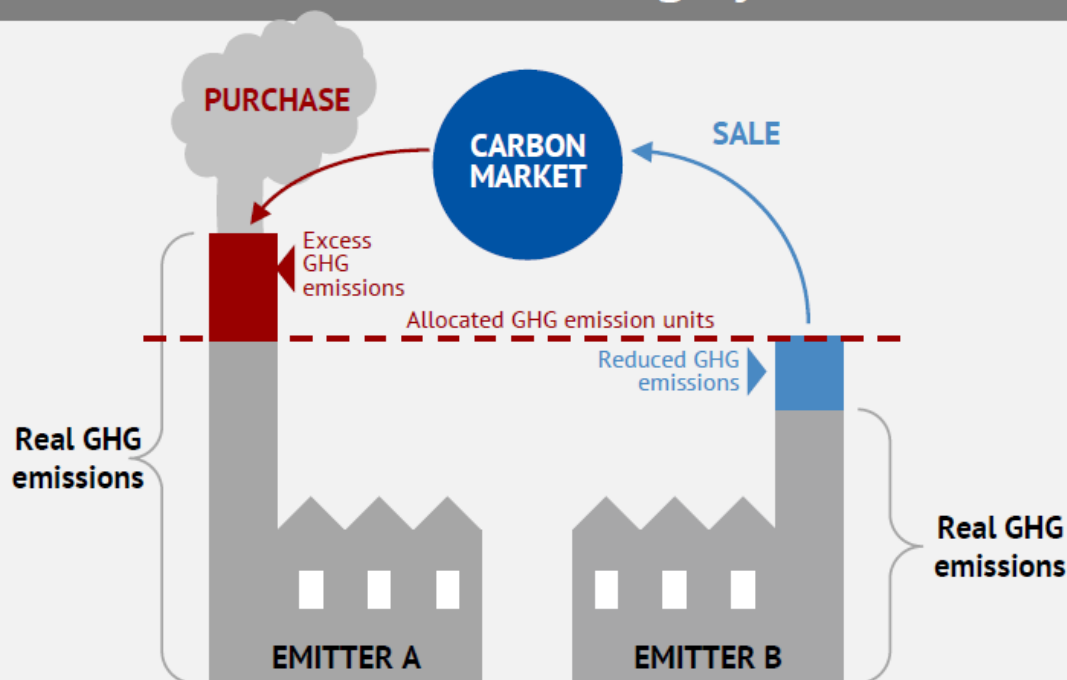 PURCHASE
CARBON
MARKET
SALE
Excess
GHG
emissions
Allocated GHG emission units
Reduced GHG
emissions
Real GHG
emissions
Real GHG
emissions
EMITTER A
EMITTER B